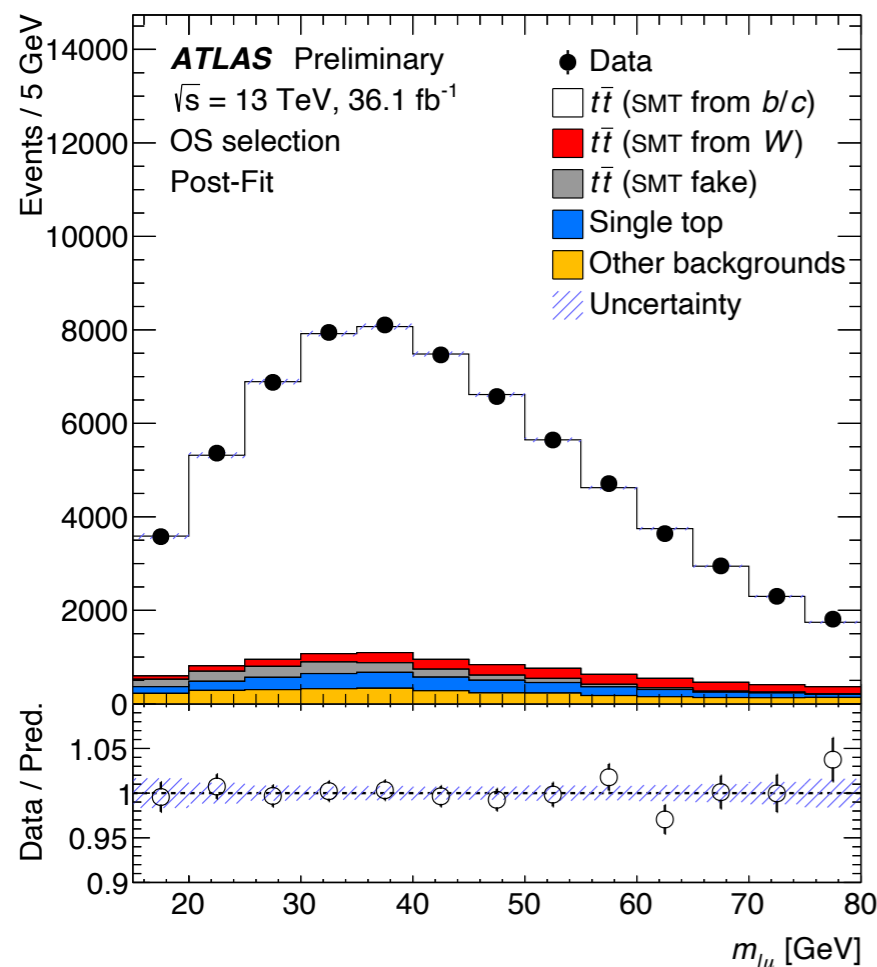 Events / 5 GeV
14000
12000
10000
8000
6000
4000
2000
0
ATLAS Preliminary
√s = 13 TeV, 36.1 fb⁻¹
OS selection
Post-Fit
Data
tt̄ (SMT from b/c)
tt̄ (SMT from W)
tt̄ (SMT fake)
Single top
Other backgrounds
Uncertainty
Data / Pred.
1.05
1
0.95
0.9
20 30 40 50 60 70 80
m_{lμ} [GeV]